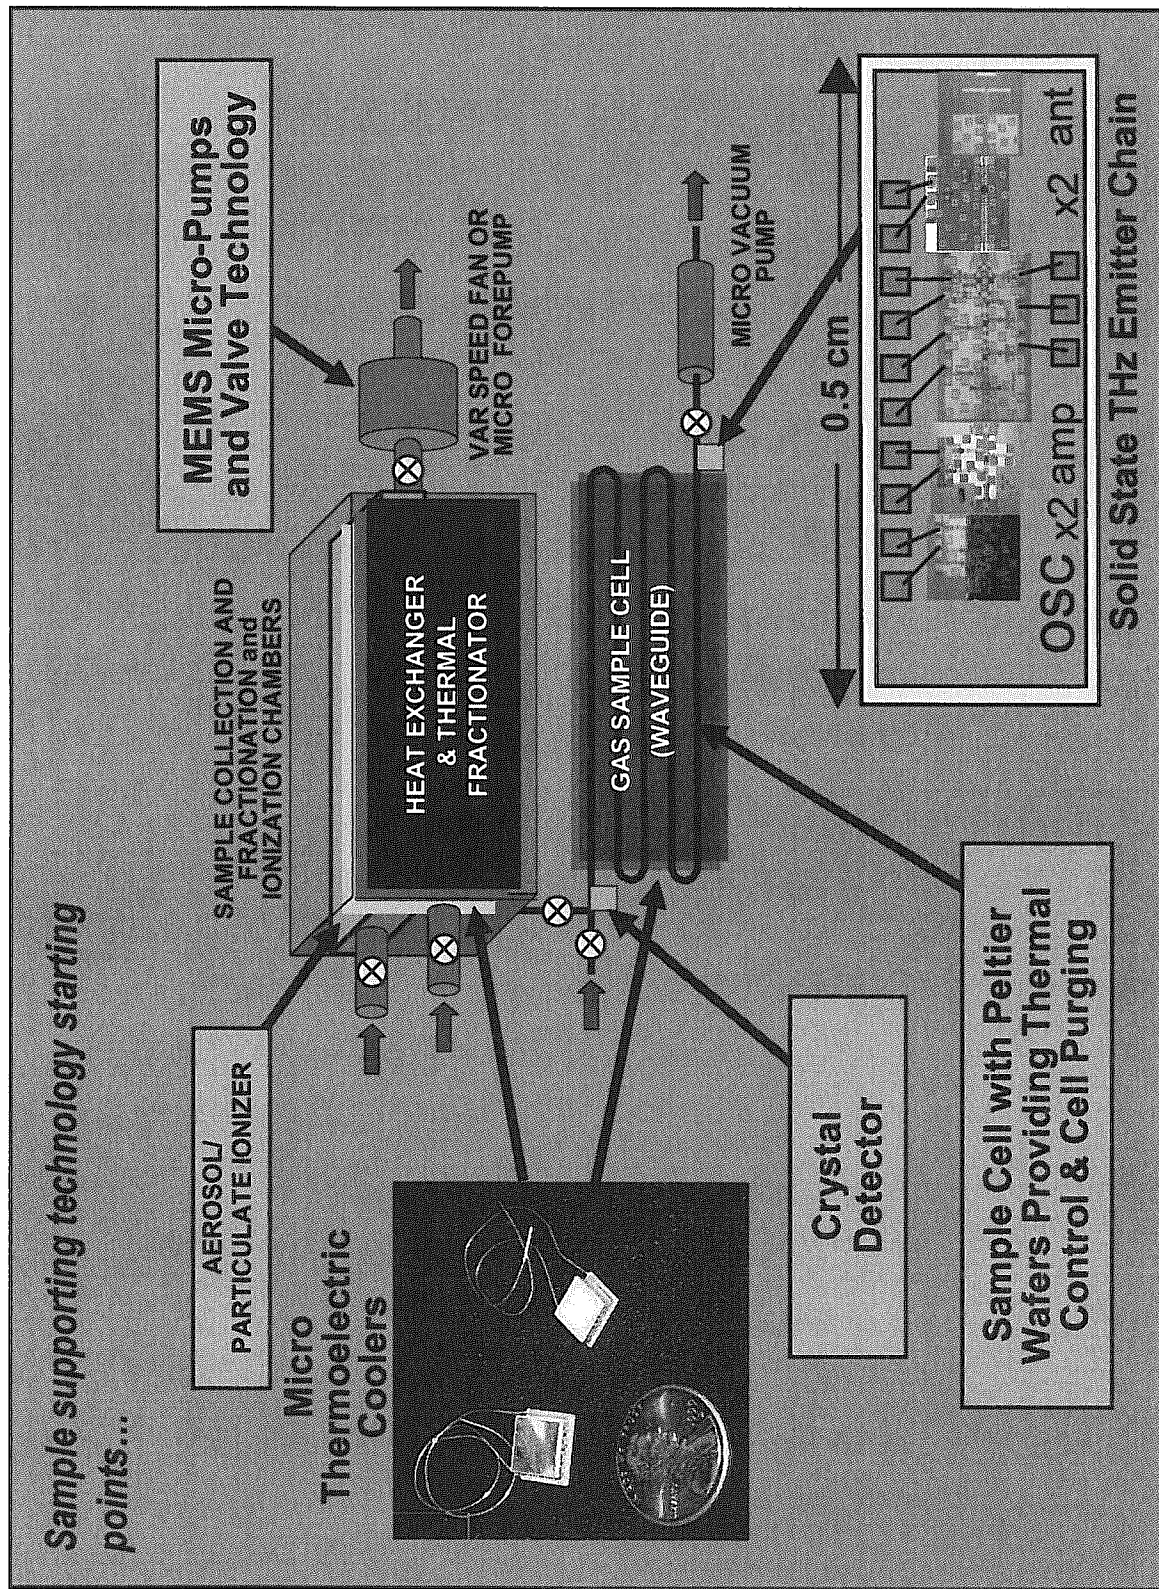 Sample supporting technology starting
points...
AEROSOL/
PARTICULATE IONIZER
SAMPLE COLLECTION AND
FRACTIONATION and
IONIZATION CHAMBERS
MEMS Micro-Pumps
and Valve Technology
Micro
Thermoelectric
Coolers
HEAT EXCHANGER
& THERMAL
FRACTIONATOR
VAR SPEED FAN OR
MICRO FOREPUMP
GAS SAMPLE CELL
(WAVEGUIDE)
MICRO VACUUM
PUMP
Crystal
Detector
0.5 cm
Sample Cell with Peltier
Wafers Providing Thermal
Control & Cell Purging
OSC x2 amp x2 ant
Solid State THz Emitter Chain